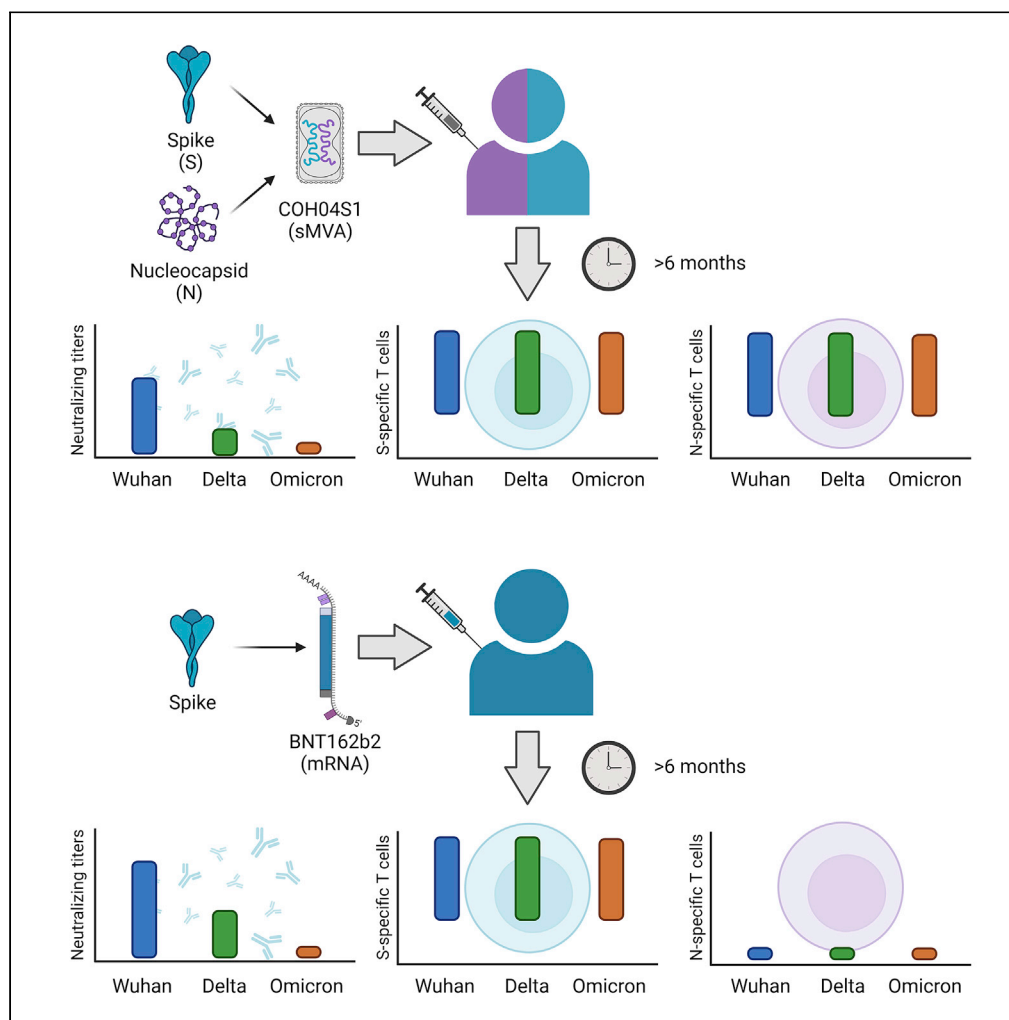 Spike
(S)
Nucleocapsid
(N)
COH04S1
(sMVA)
>6 months
Neutralizing titers
Wuhan Delta Omicron
S-specific T cells
Wuhan Delta Omicron
N-specific T cells
Wuhan Delta Omicron
Spike
AAAA
5'
BNT162b2
(mRNA)
>6 months
Neutralizing titers
Wuhan Delta Omicron
S-specific T cells
Wuhan Delta Omicron
N-specific T cells
Wuhan Delta Omicron